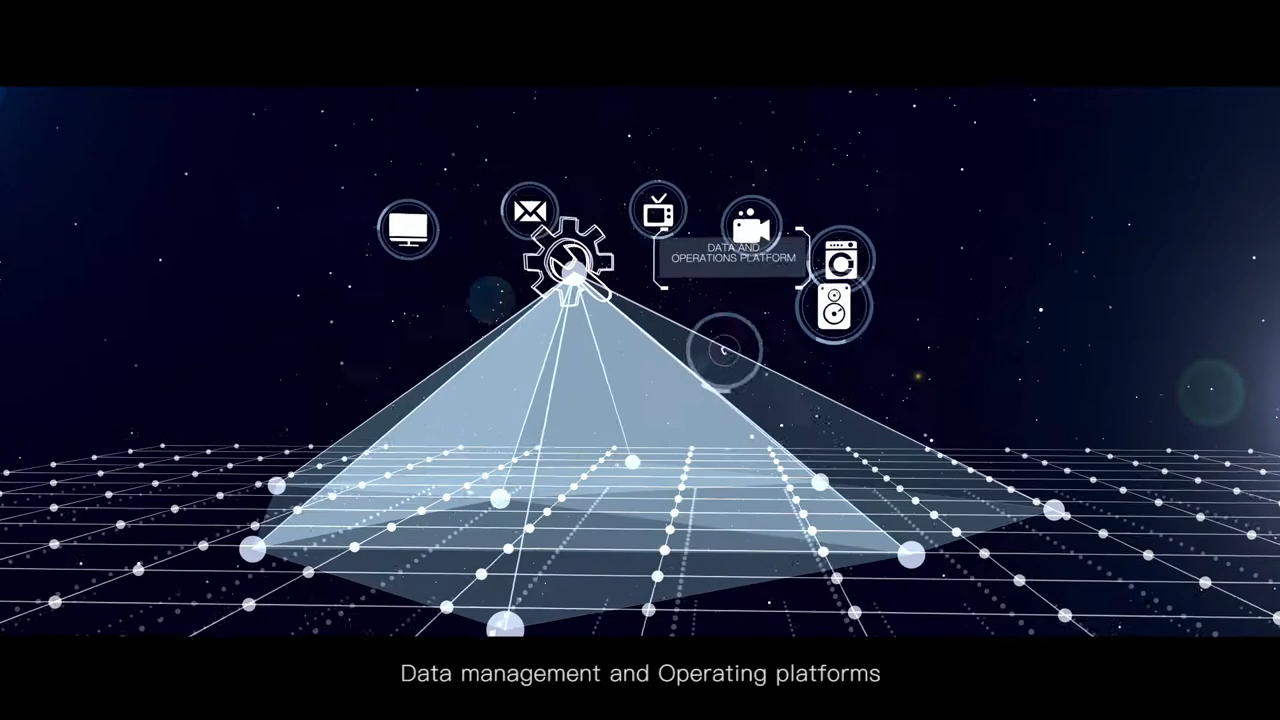 DATA AND
OPERATIONS PLATFORM
Data management and Operating platforms